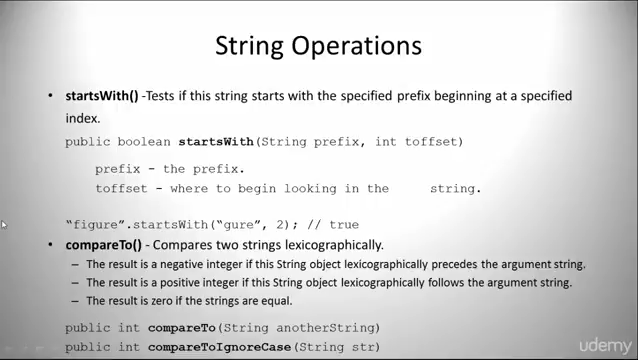 String Operations
• startsWith() -Tests if this string starts with the specified prefix beginning at a specified
index.
public boolean startsWith(String prefix, int toffset)
prefix - the prefix.
toffset - where to begin looking in the string.
“figure”.startsWith(“gure”, 2); // true
• compareTo() - Compares two strings lexicographically.
– The result is a negative integer if this String object lexicographically precedes the argument string.
– The result is a positive integer if this String object lexicographically follows the argument string.
– The result is zero if the strings are equal.
public int compareTo(String anotherString)
public int compareToIgnoreCase(String str)
udemy